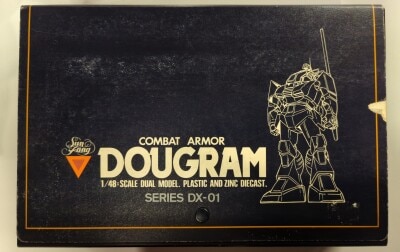 Sun
Fang
COMBAT ARMOR
DOUGRAM
1/48-SCALE DUAL MODEL. PLASTIC AND ZINC DIECAST.
SERIES DX-01